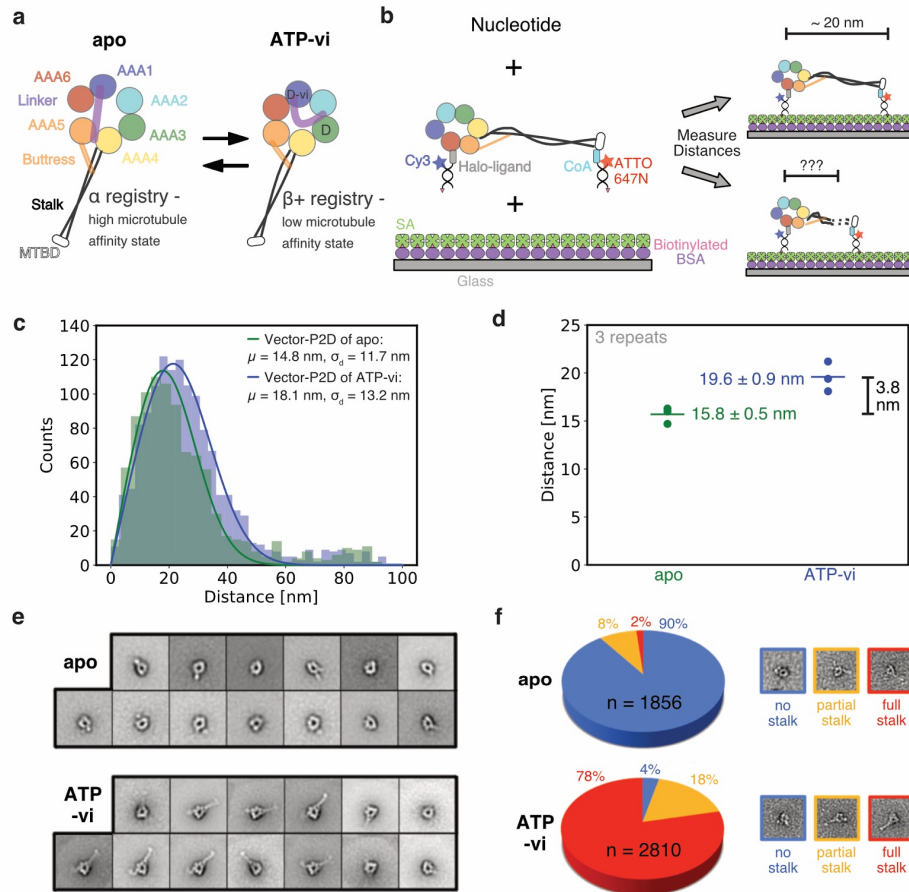 a
apo
ATP-vi
AAA6
AAA1
Linker
AAA2
AAA5
AAA3
Buttress
AAA4
D-vi
D
Stalk
MTBD
α registry -
high microtubule
affinity state
β+ registry -
low microtubule
affinity state
b
Nucleotide
+
Cy3
Halo-ligand
CoA
ATTO
647N
+
SA
Biotinylated
BSA
Glass
Measure
Distances
~ 20 nm
???
c
Vector-P2D of apo:
μ = 14.8 nm, σd = 11.7 nm
Vector-P2D of ATP-vi:
μ = 18.1 nm, σd = 13.2 nm
Counts
140
120
100
80
60
40
20
0
0 20 40 60 80 100
Distance [nm]
d
3 repeats
Distance [nm]
25
20
15
10
5
0
15.8 ± 0.5 nm
19.6 ± 0.9 nm
3.8
nm
apo
ATP-vi
e
apo
ATP
-vi
f
apo
8%
2%
90%
n = 1856
no
stalk
partial
stalk
full
stalk
ATP
-vi
78%
4%
18%
n = 2810
no
stalk
partial
stalk
full
stalk